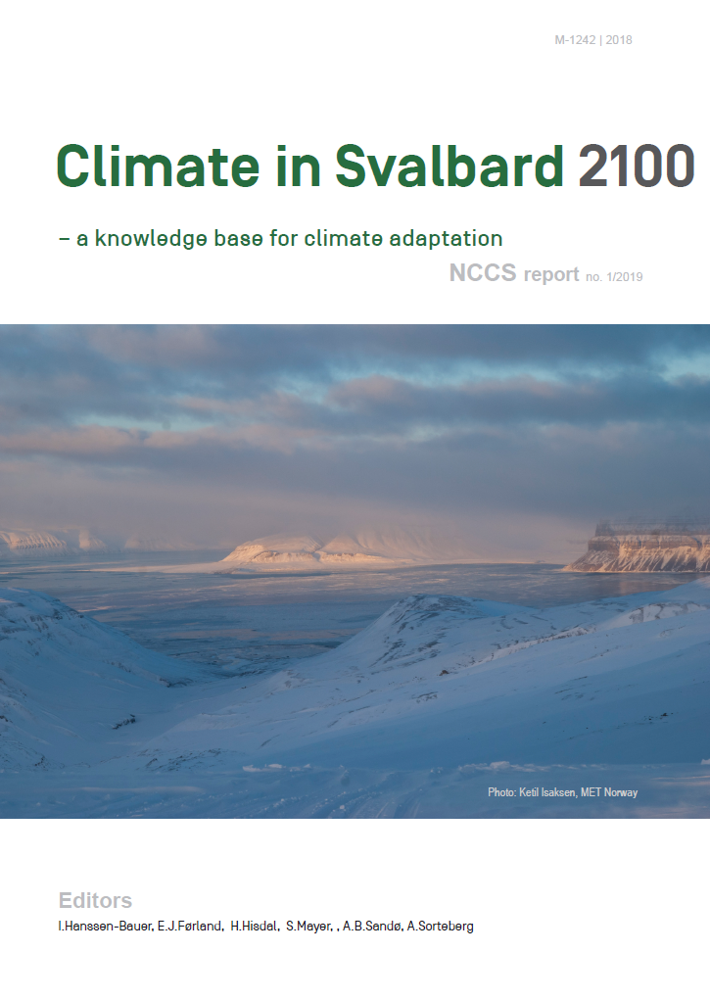 M-1242 | 2018
Climate in Svalbard 2100
– a knowledge base for climate adaptation
NCCS report no. 1/2019
Photo: Ketil Isaksen, MET Norway
Editors
I.Hanssen-Bauer, E.J.Førland,  H.Hisdal,  S.Mayer, , A.B.Sandø, A.Sorteberg